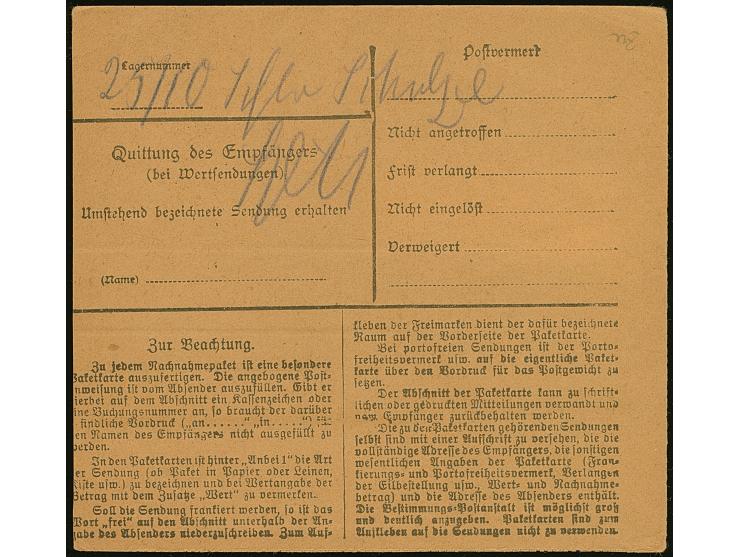 Postvermerk
Lagernummer
25/10 Schulze
Nicht angetroffen
Quittung des Empfängers
(bei Wertsendungen)
Frist verlangt
Umstehend bezeichnete Sendung erhalten
Nicht eingelöst
Verweigert
(Name)
Zur Beachtung.
Zu jedem Nachnahmepaket ist eine besondere
Paketkarte auszufertigen. Die angebogene Post-
nweisung ist vom Absender auszufüllen. Gibt er
ierbei auf dem Abschnitt ein Kassenzeichen oder
ine Buchungsnummer an, so braucht der darüber
findliche Vordruck („an......“, „in......“) für
en Namen des Empfängers nicht ausgefüllt zu
werden.
In den Paketkarten ist hinter „Anbei 1“ die Art
er Sendung (ob Paket in Papier oder Leinen,
Kiste usw.) zu bezeichnen und bei Wertangabe der
Betrag mit dem Zusatze „Wert“ zu vermerken.
Soll die Sendung frankiert werden, so ist das
Wort „frei“ auf den Abschnitt unterhalb der An-
gabe des Absenders niederzuschreiben. Zum Auf-
kleben der Freimarken dient der dafür bezeichnete
Raum auf der Vorderseite der Paketkarte.
Bei portofreien Sendungen ist der Porto-
freiheitsvermerk usw. auf die eigentliche Paket-
karte über den Vordruck für das Postgewicht zu
setzen.
Der Abschnitt der Paketkarte kann zu schrift-
lichen oder gedruckten Mitteilungen verwandt und
vom Empfänger zurückbehalten werden.
Die zu den Paketkarten gehörenden Sendungen
selbst sind mit einer Aufschrift zu versehen, die die
vollständige Adresse des Empfängers, die sonstigen
wesentlichen Angaben der Paketkarte (Fran-
kierungs- und Portofreiheitsvermerk, Verlangen
der Eilbestellung usw., Wert- und Nachnahme-
betrag) und die Adresse des Absenders enthält.
Die Bestimmungs-Postanstalt ist möglichst groß
und deutlich anzugeben. Paketkarten sind zum
Aufkleben auf die Sendungen nicht zu verwenden.